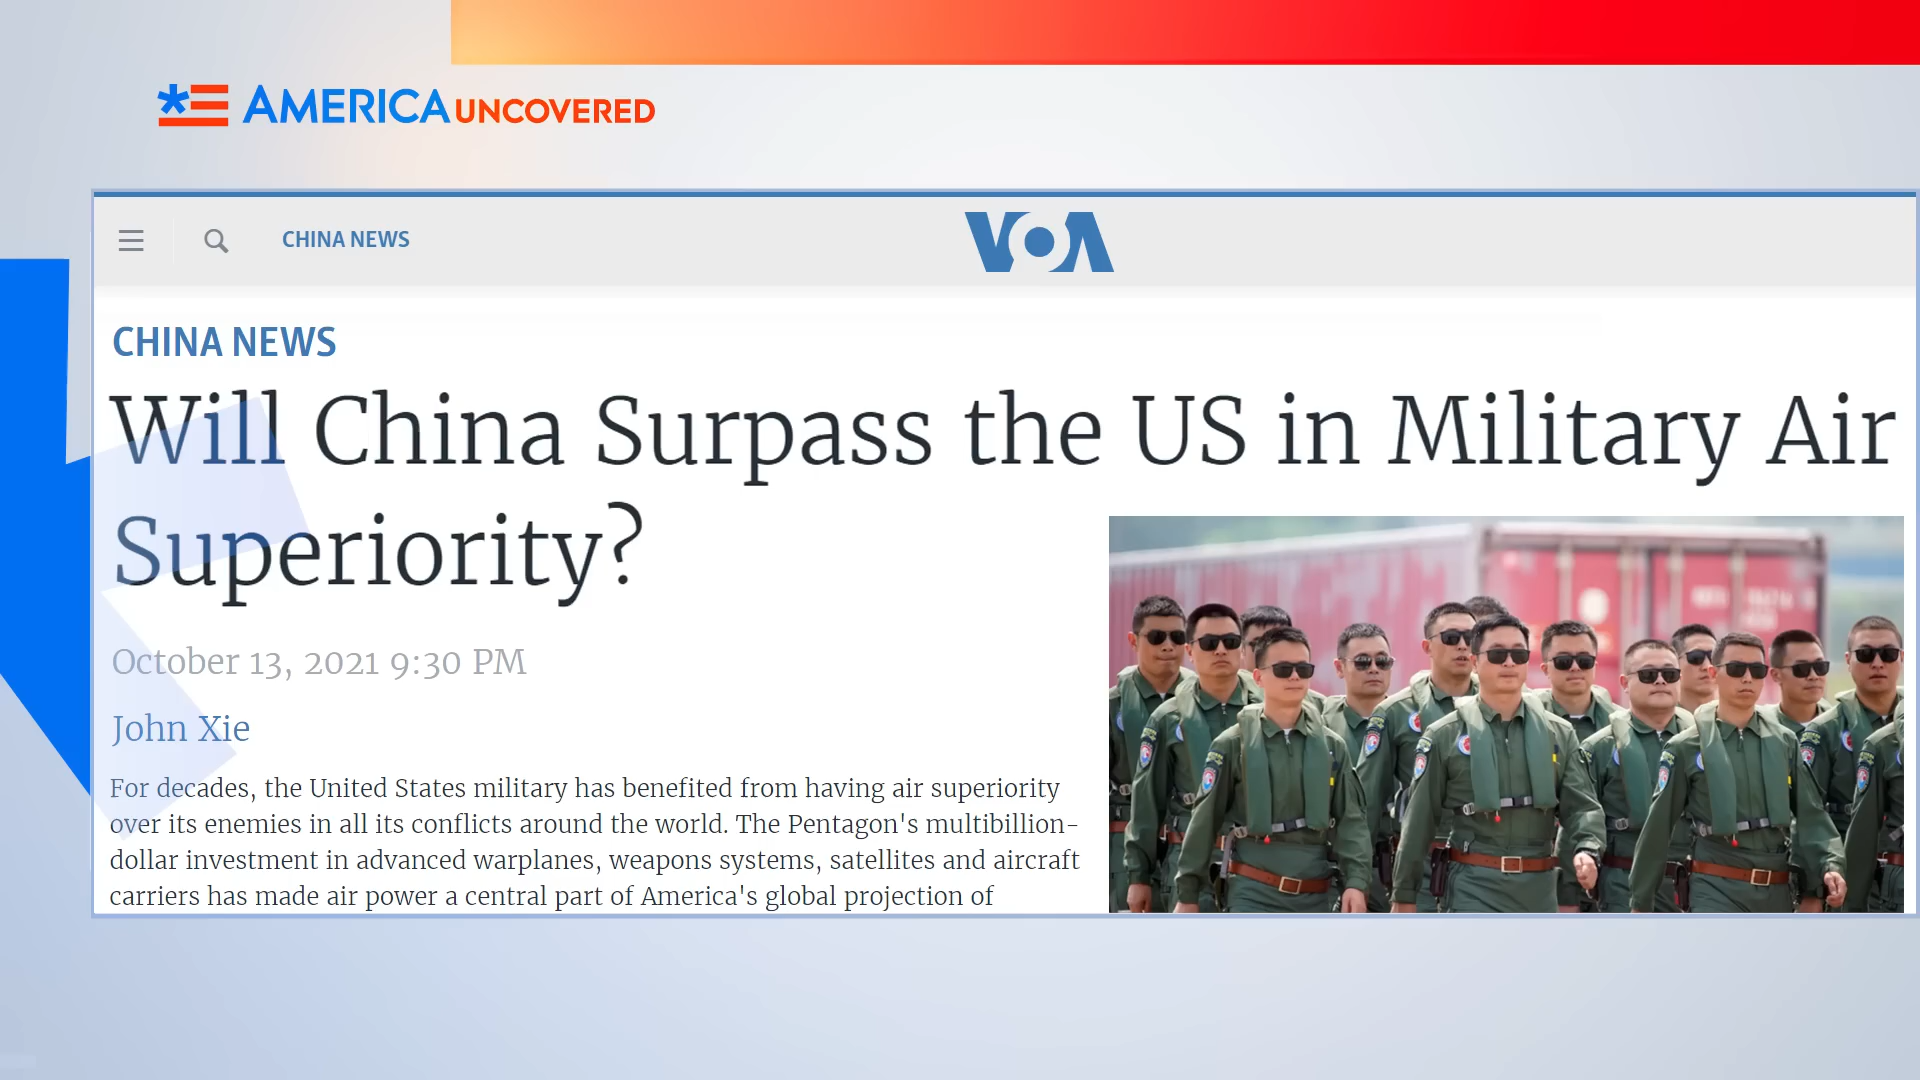 AMERICA UNCOVERED
CHINA NEWS
VOA
CHINA NEWS
Will China Surpass the US in Military Air
Superiority?
October 13, 2021 9:30 PM
John Xie
For decades, the United States military has benefited from having air superiority
over its enemies in all its conflicts around the world. The Pentagon's multibillion-
dollar investment in advanced warplanes, weapons systems, satellites and aircraft
carriers has made air power a central part of America's global projection of